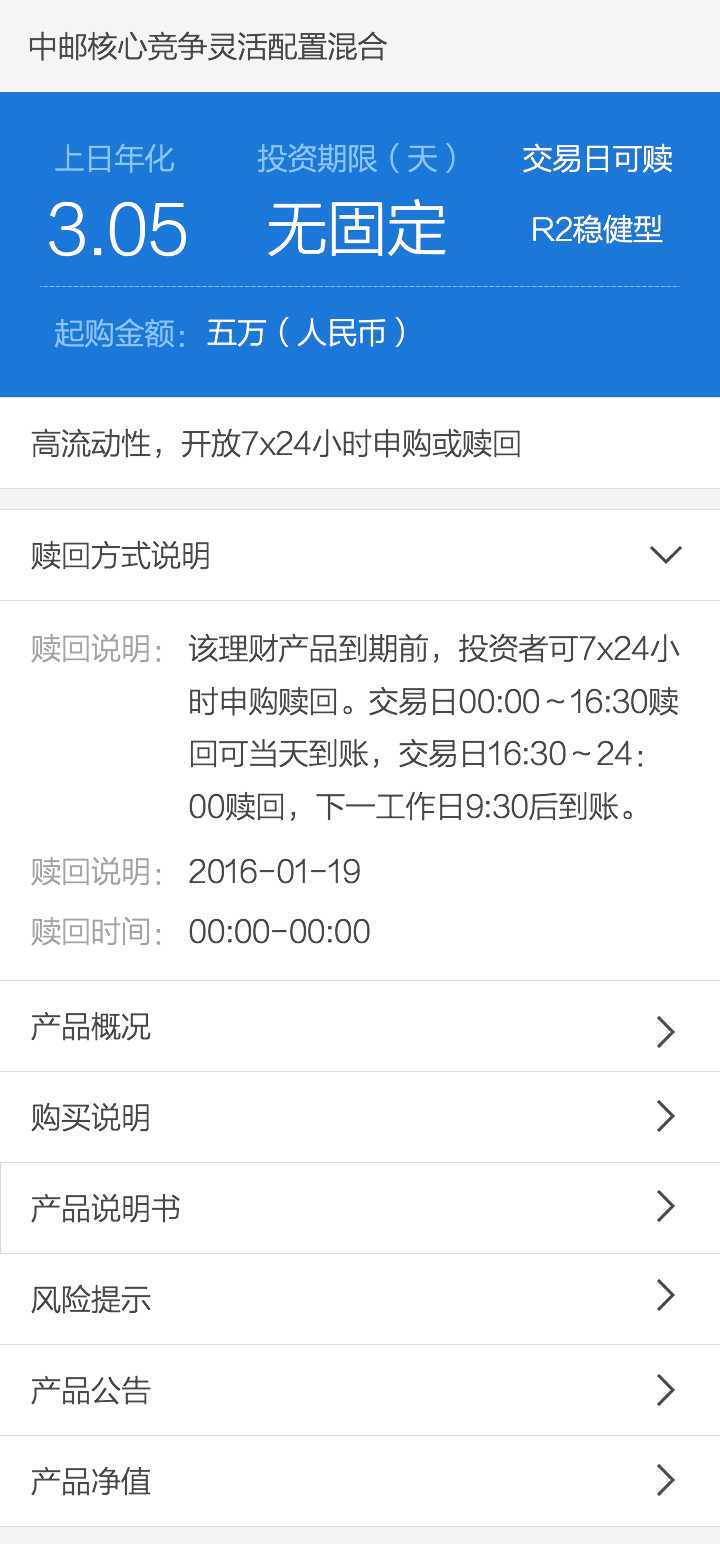 中邮核心竞争灵活配置混合
上日年化 投资期限（天） 交易日可赎
3.05 无固定 R2稳健型
起购金额：五万（人民币）
高流动性，开放7x24小时申购或赎回
赎回方式说明
赎回说明：该理财产品到期前，投资者可7x24小
时申购赎回。交易日00:00~16:30赎
回可当天到账，交易日16:30~24：
00赎回，下一工作日9:30后到账。
赎回说明：2016-01-19
赎回时间：00:00-00:00
产品概况
购买说明
产品说明书
风险提示
产品公告
产品净值